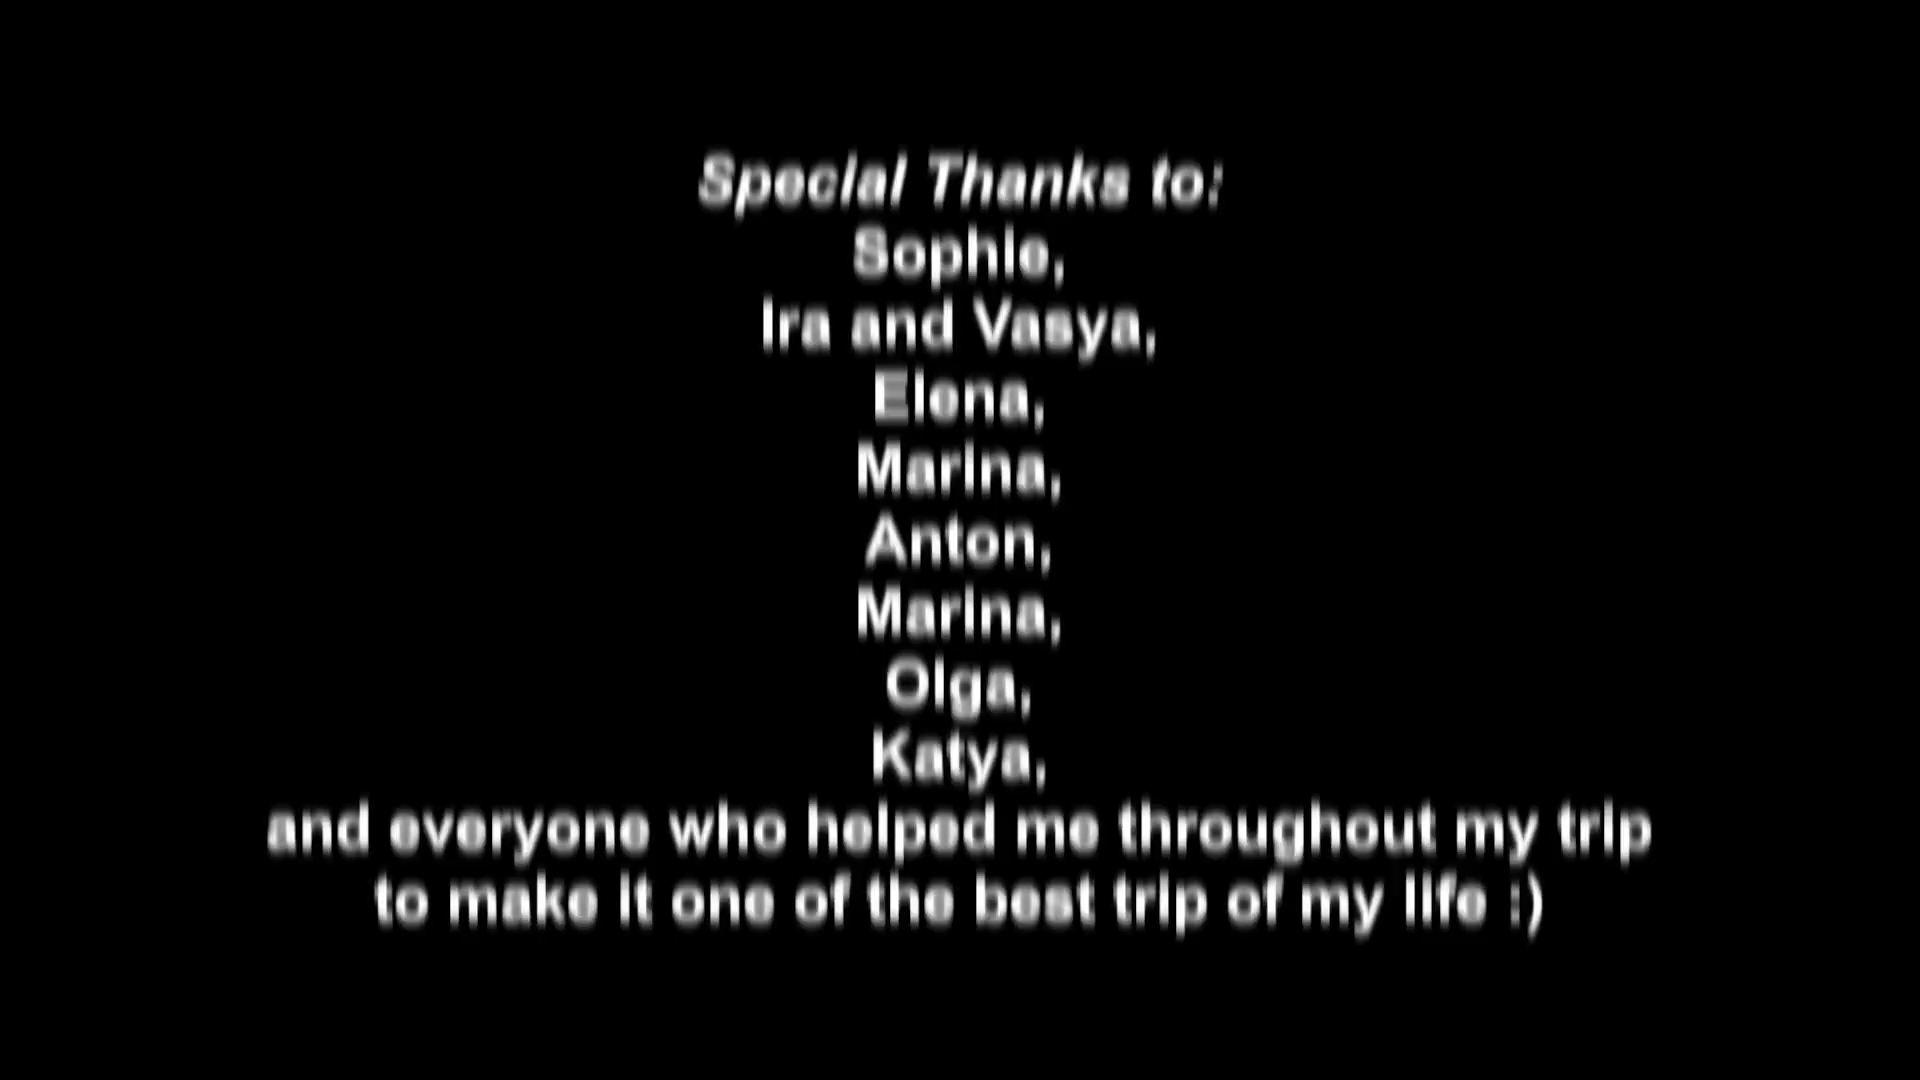 Special Thanks to:
Sophie,
Ira and Vasya,
Elena,
Marina,
Anton,
Marina,
Olga,
Katya,
and everyone who helped me throughout my trip
to make it one of the best trip of my life :)